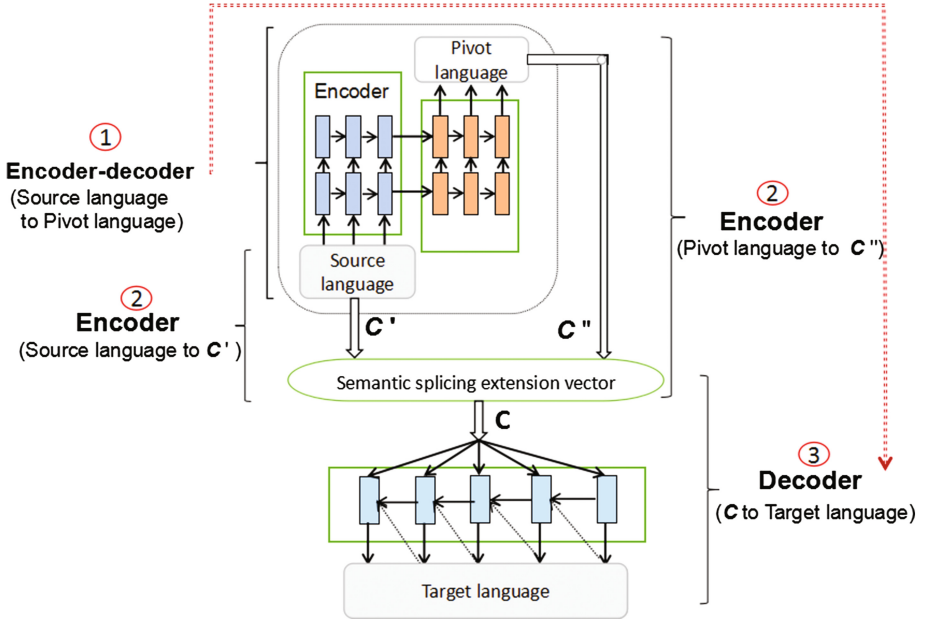 Pivot
language
Encoder
1
Encoder-decoder
(Source language
to Pivot language)
2
Encoder
(Pivot language to C")
Source
language
2
Encoder
(Source language to C' )
C'
C"
Semantic splicing extension vector
C
3
Decoder
(C to Target language)
Target language